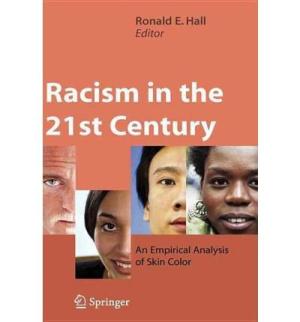 Ronald E. Hall
Editor
Racism in the
21st Century
An Empirical Analysis
of Skin Color
Springer